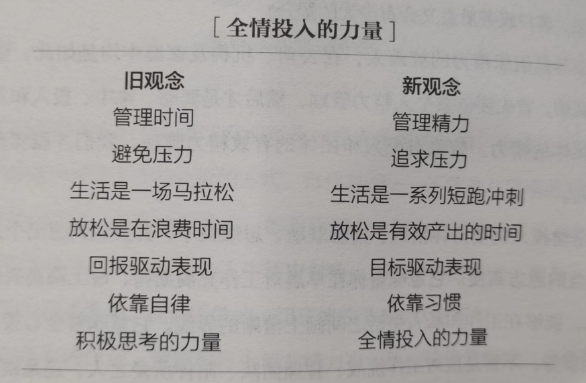 [ 全情投入的力量 ]
旧观念 新观念
管理时间 管理精力
避免压力 追求压力
生活是一场马拉松 生活是一系列短跑冲刺
放松是在浪费时间 放松是有效产出的时间
回报驱动表现 目标驱动表现
依靠自律 依靠习惯
积极思考的力量 全情投入的力量